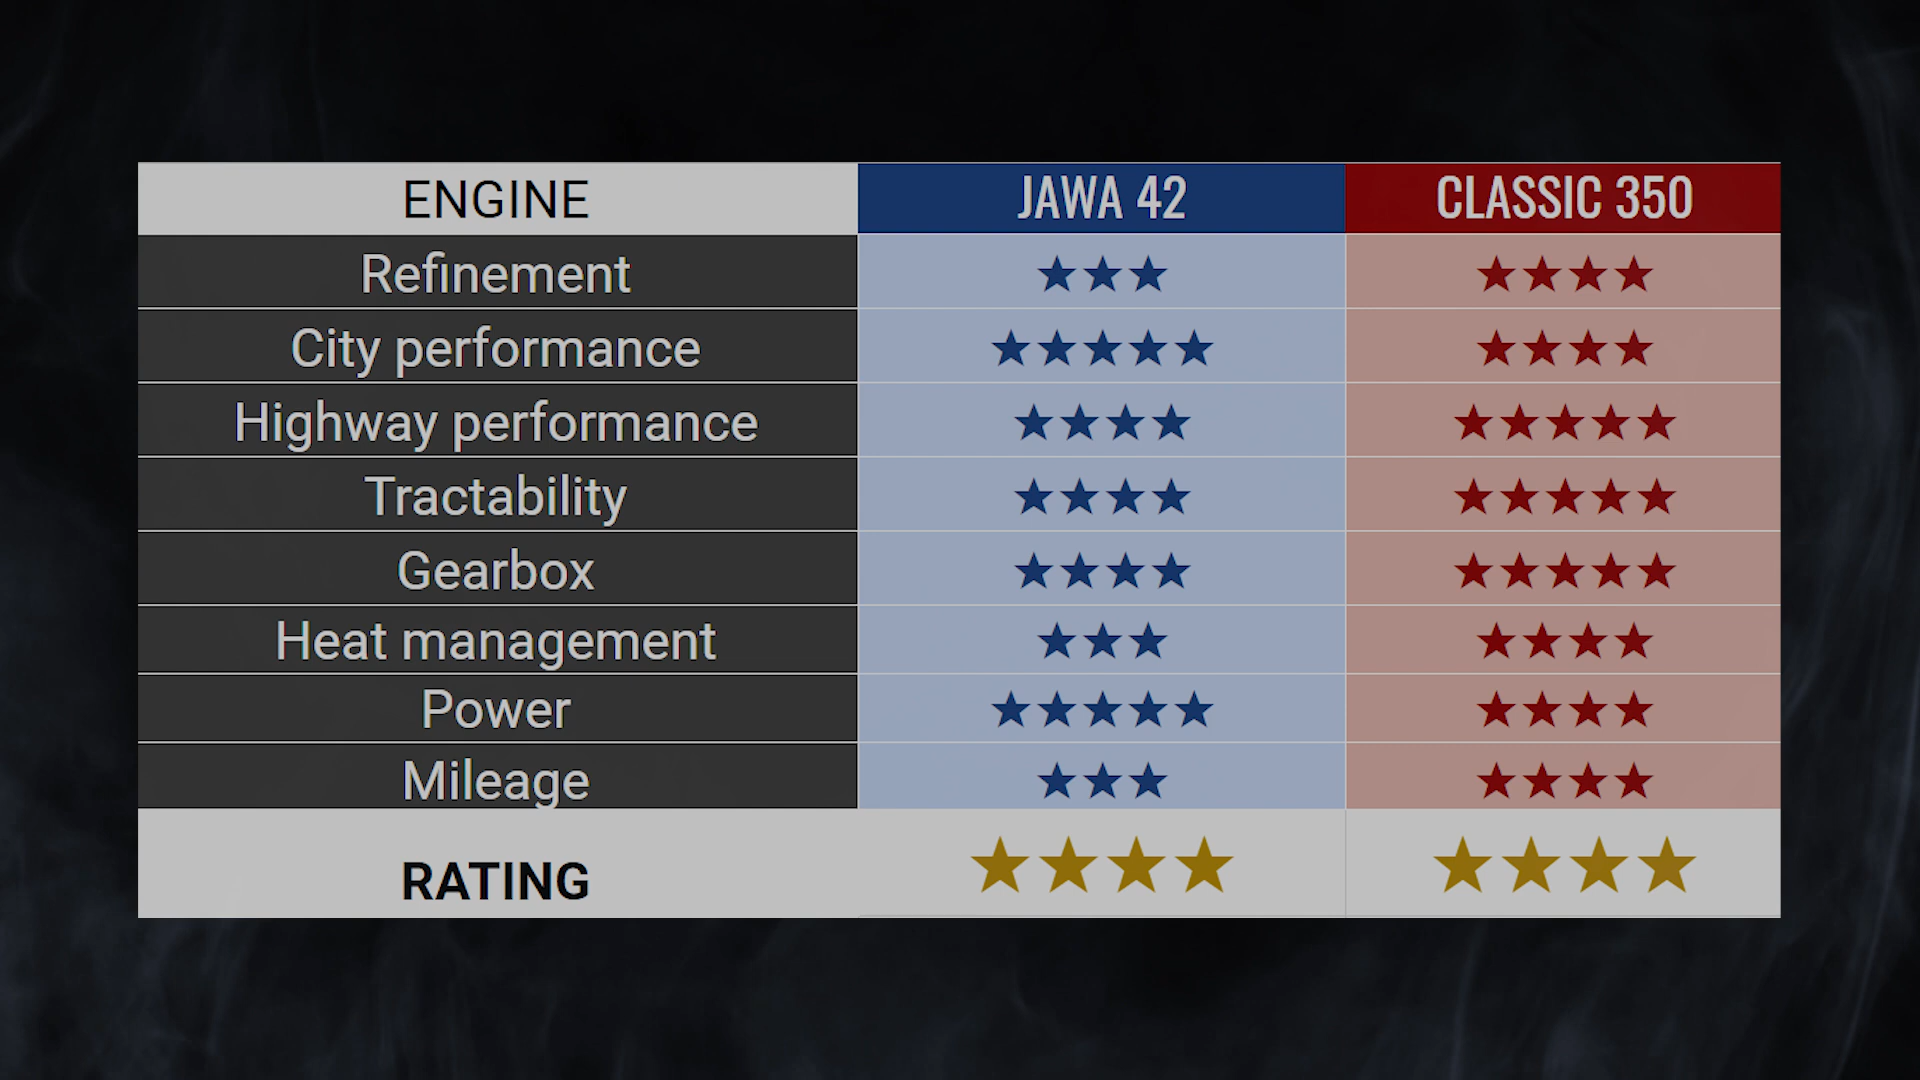 ENGINE JAWA 42 CLASSIC 350
Refinement ★★★ ★★★★
City performance ★★★★★ ★★★★
Highway performance ★★★★ ★★★★★
Tractability ★★★★ ★★★★★
Gearbox ★★★★ ★★★★★
Heat management ★★★ ★★★★
Power ★★★★★ ★★★★
Mileage ★★★ ★★★★
RATING ★★★★ ★★★★